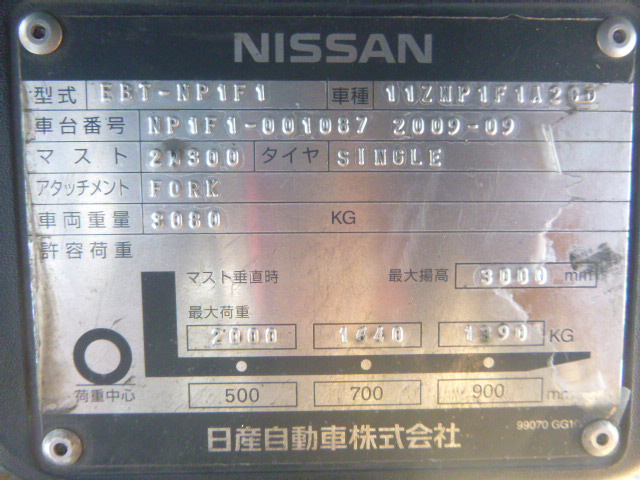 NISSAN
型式 EBT-NP1F1 車種
車台番号 NP1F1-001087 2009-09
マスト 2W300 タイヤ SINGLE
アタッチメント FORK
車両重量 3080 KG
許容荷重
マスト垂直時 最大揚高 3000 mm
最大荷重
2000 KG
荷重中心 500 700 900
日産自動車株式会社
99070